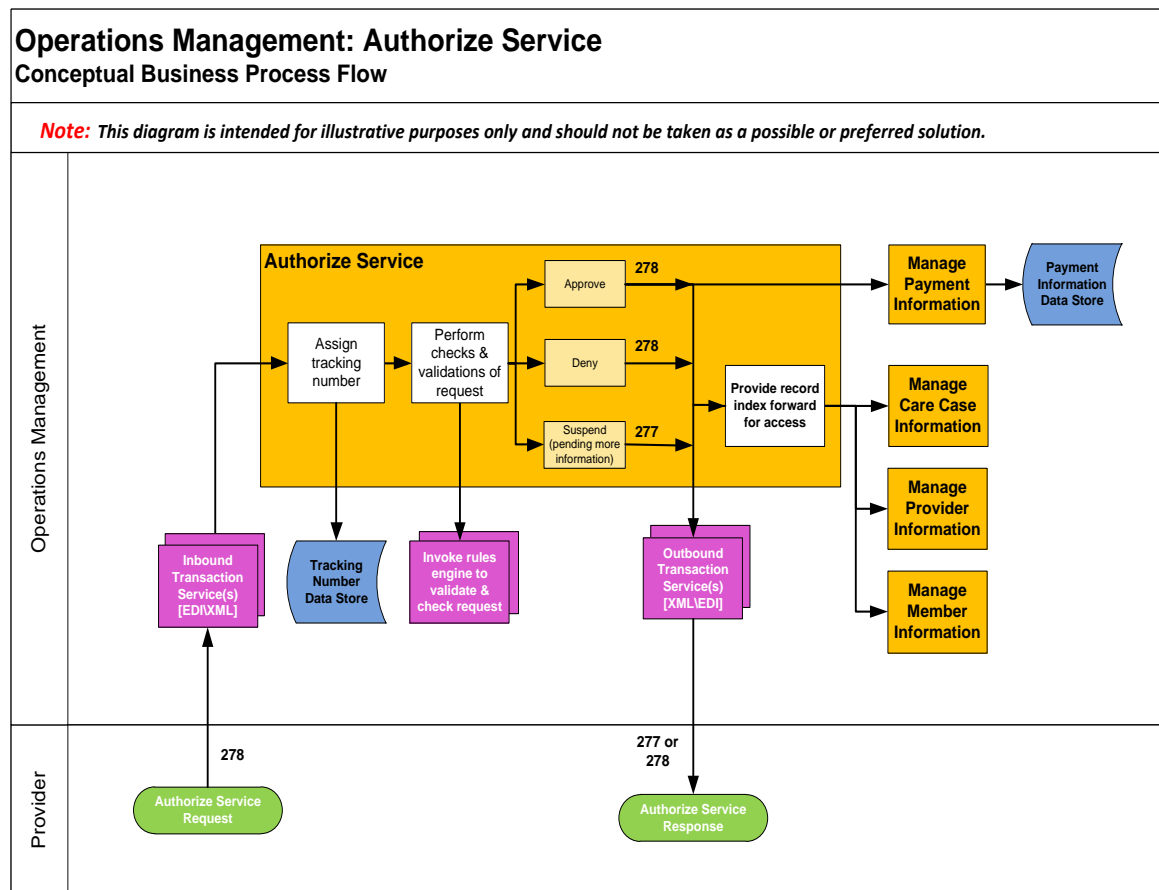 Operations Management: Authorize Service
Conceptual Business Process Flow
Note: This diagram is intended for illustrative purposes only and should not be taken as a possible or preferred solution.
Operations Management
Authorize Service
Assign
tracking
number
Perform
checks &
validations of
request
Approve
278
Deny
278
Suspend
(pending more
information)
277
Provide record
index forward
for access
Manage
Payment
Information
Payment
Information
Data Store
Manage
Care Case
Information
Manage
Provider
Information
Manage
Member
Information
Inbound
Transaction
Service(s)
[EDI\XML]
Tracking
Number
Data Store
Invoke rules
engine to
validate &
check request
Outbound
Transaction
Service(s)
[XML\EDI]
Provider
278
Authorize Service
Request
277 or
278
Authorize Service
Response